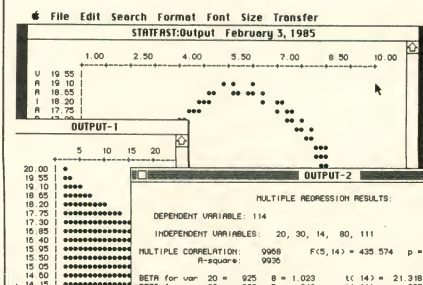 File Edit Search Format Font Size Transfer
STATFAST:Output February 3, 1985
1.00 2.50 4.00 5.50 7.00 8 50 10.00
V 19 55
A 19 10
R 18.65
I 18.20
A 17.75
OUTPUT-1
5 10 15 20
20.00
19 55
19 10
18 65
18.20
17.75
17 30
16.85
16 40
15 95
15 50
15 05
14 60
14 15
OUTPUT-2
MULTIPLE REGRESSION RESULTS:
DEPENDENT VARIABLE: 114
INDEPENDENT VARIABLES: 20, 30, 14, 80, 111
MULTIPLE CORRELATION: 9968 F(5,14) = 435 574 p =
R-square: 9936
BETA for var 20 = 925 B = 1.023 t( 14) = 21.318